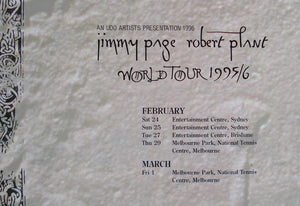 AN UDO ARTISTS PRESENTATION 1996
jimmy page robert plant
WORLD TOUR 1995/6
FEBRUARY
Sat 24 Entertainment Centre, Sydney
Sun 25 Entertainment Centre, Sydney
Tue 27 Entertainment Centre, Brisbane
Thu 29 Melbourne Park, National Tennis
Centre, Melbourne
MARCH
Fri 1 Melbourne Park, National Tennis
Centre, Melbourne